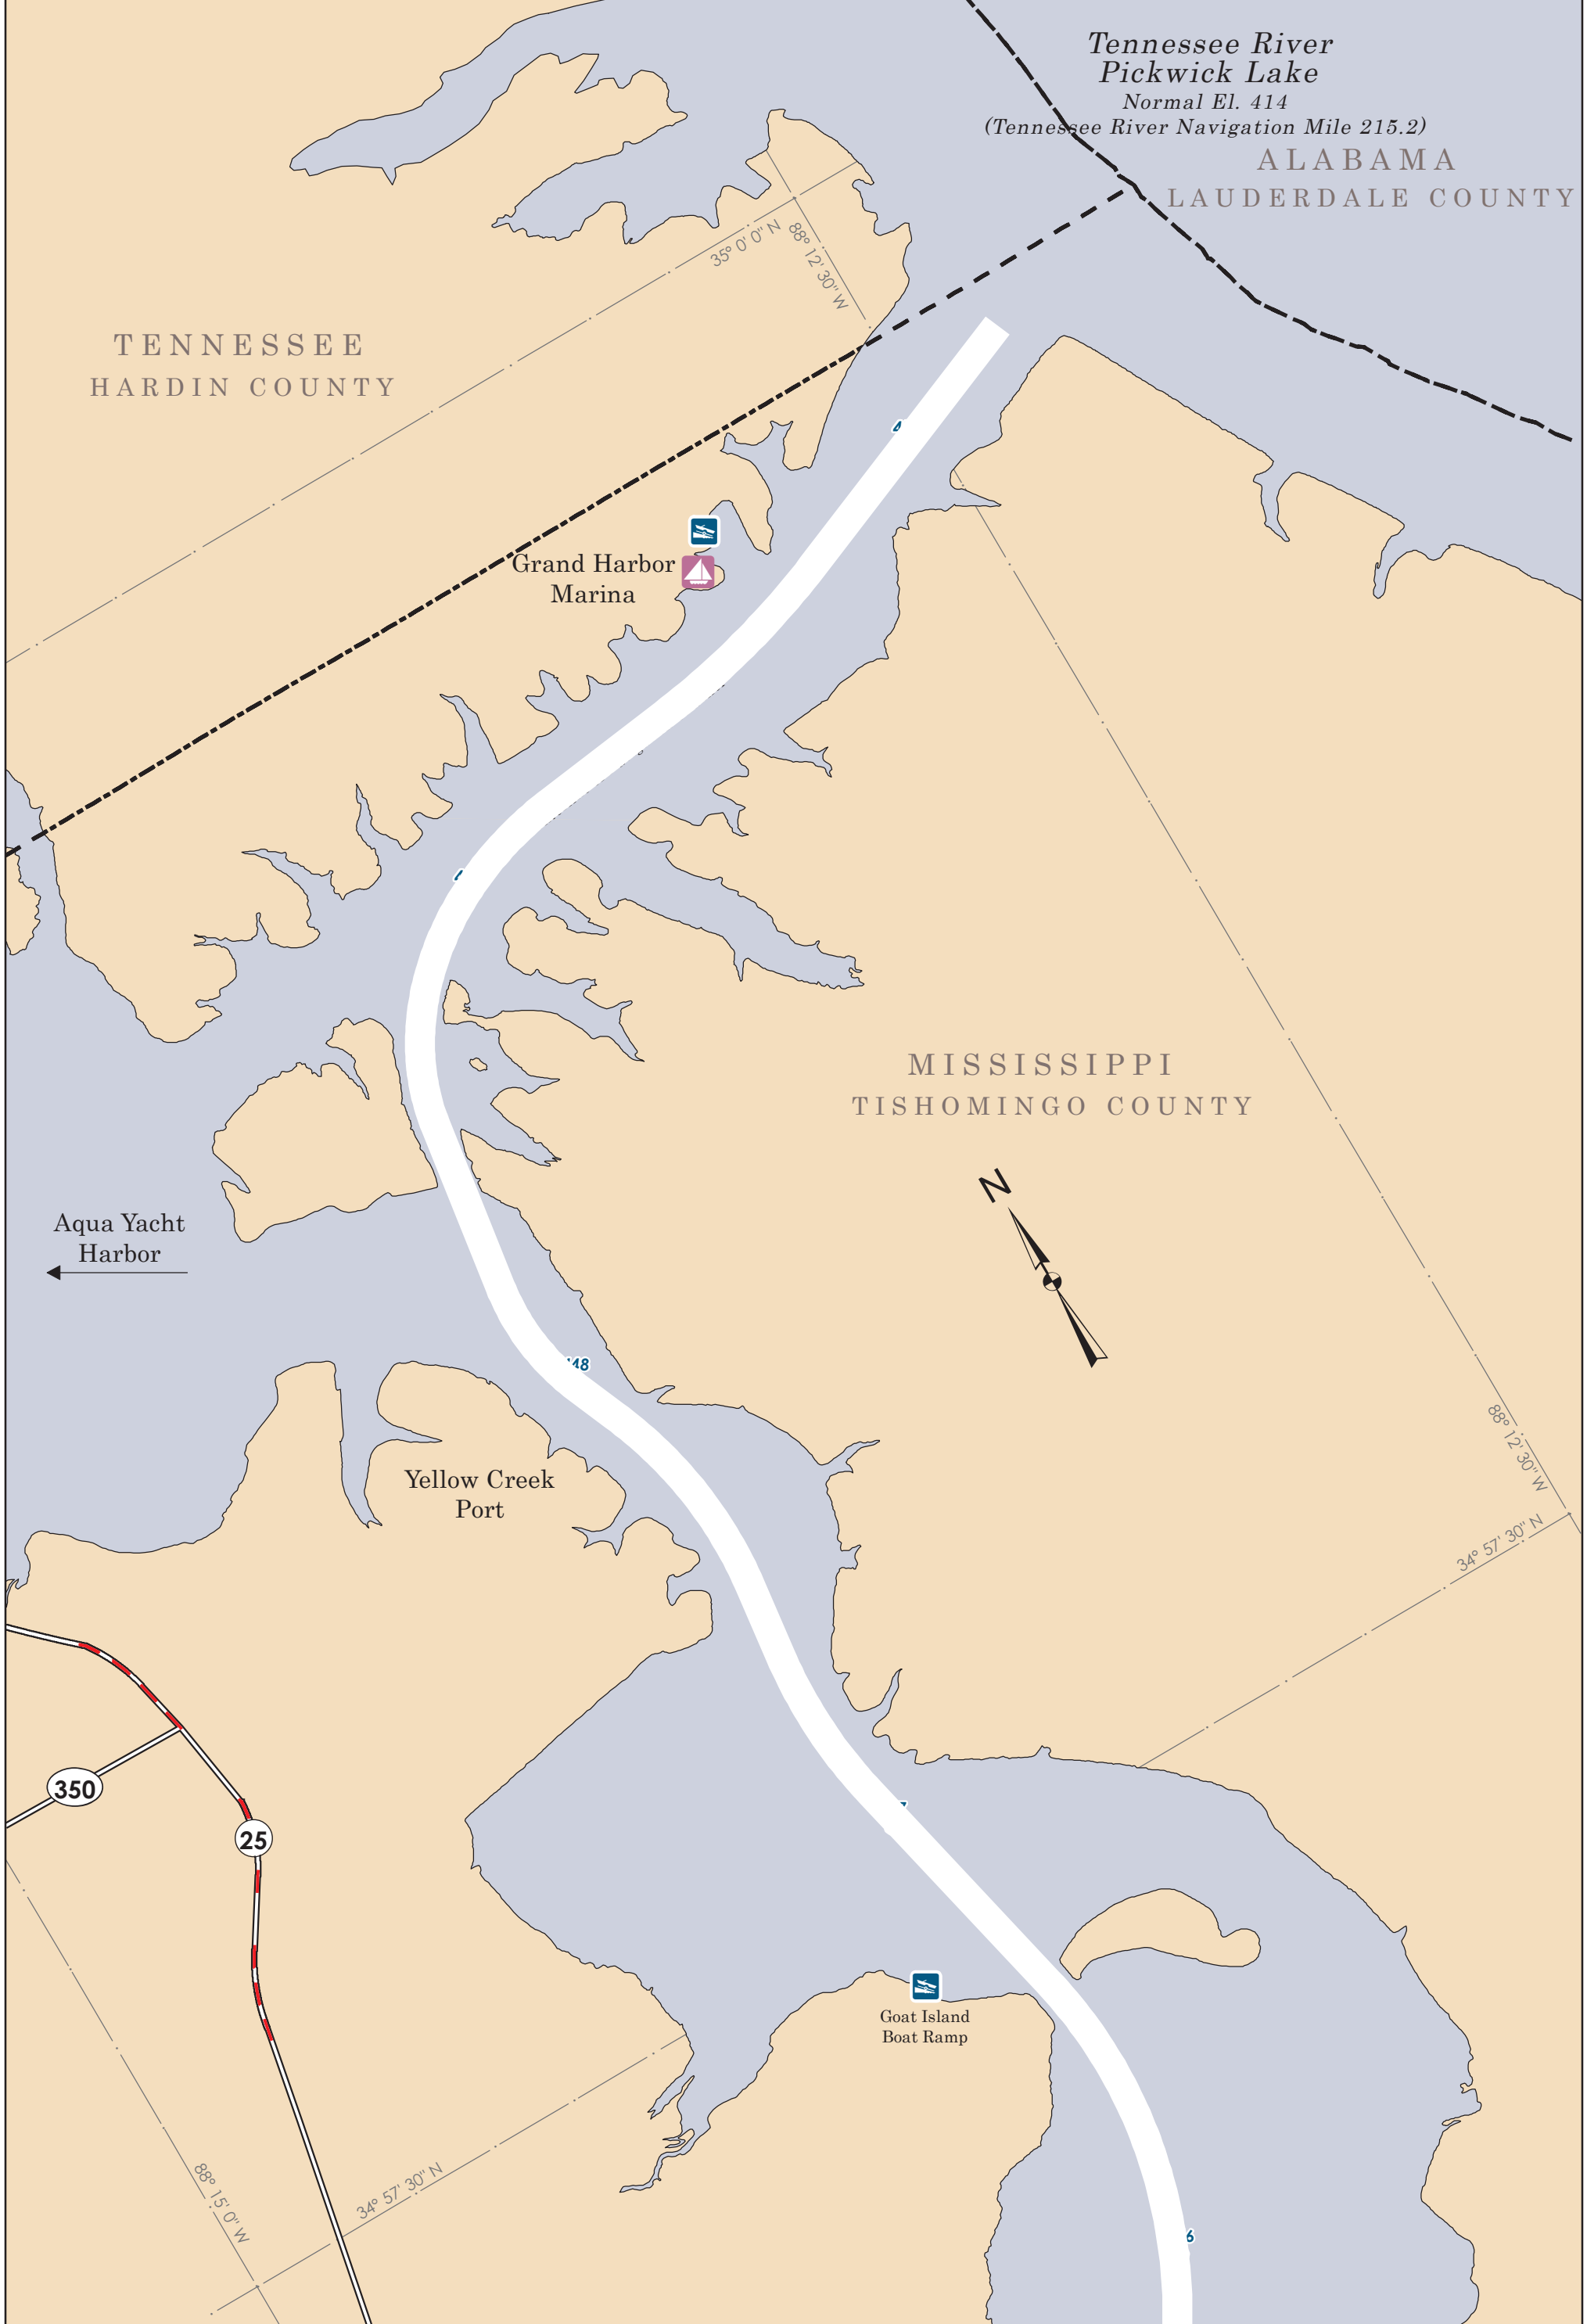 Tennessee River
Pickwick Lake
Normal El. 414
(Tennessee River Navigation Mile 215.2)
ALABAMA
LAUDERDALE COUNTY
35° 0' 0" N
88° 12' 30" W
TENNESSEE
HARDIN COUNTY
Grand Harbor
Marina
MISSISSIPPI
TISHOMINGO COUNTY
N
Aqua Yacht
Harbor
48
88° 12' 30" W
Yellow Creek
Port
34° 57' 30" N
350
25
Goat Island
Boat Ramp
88° 15' 0" W
34° 57' 30" N
6